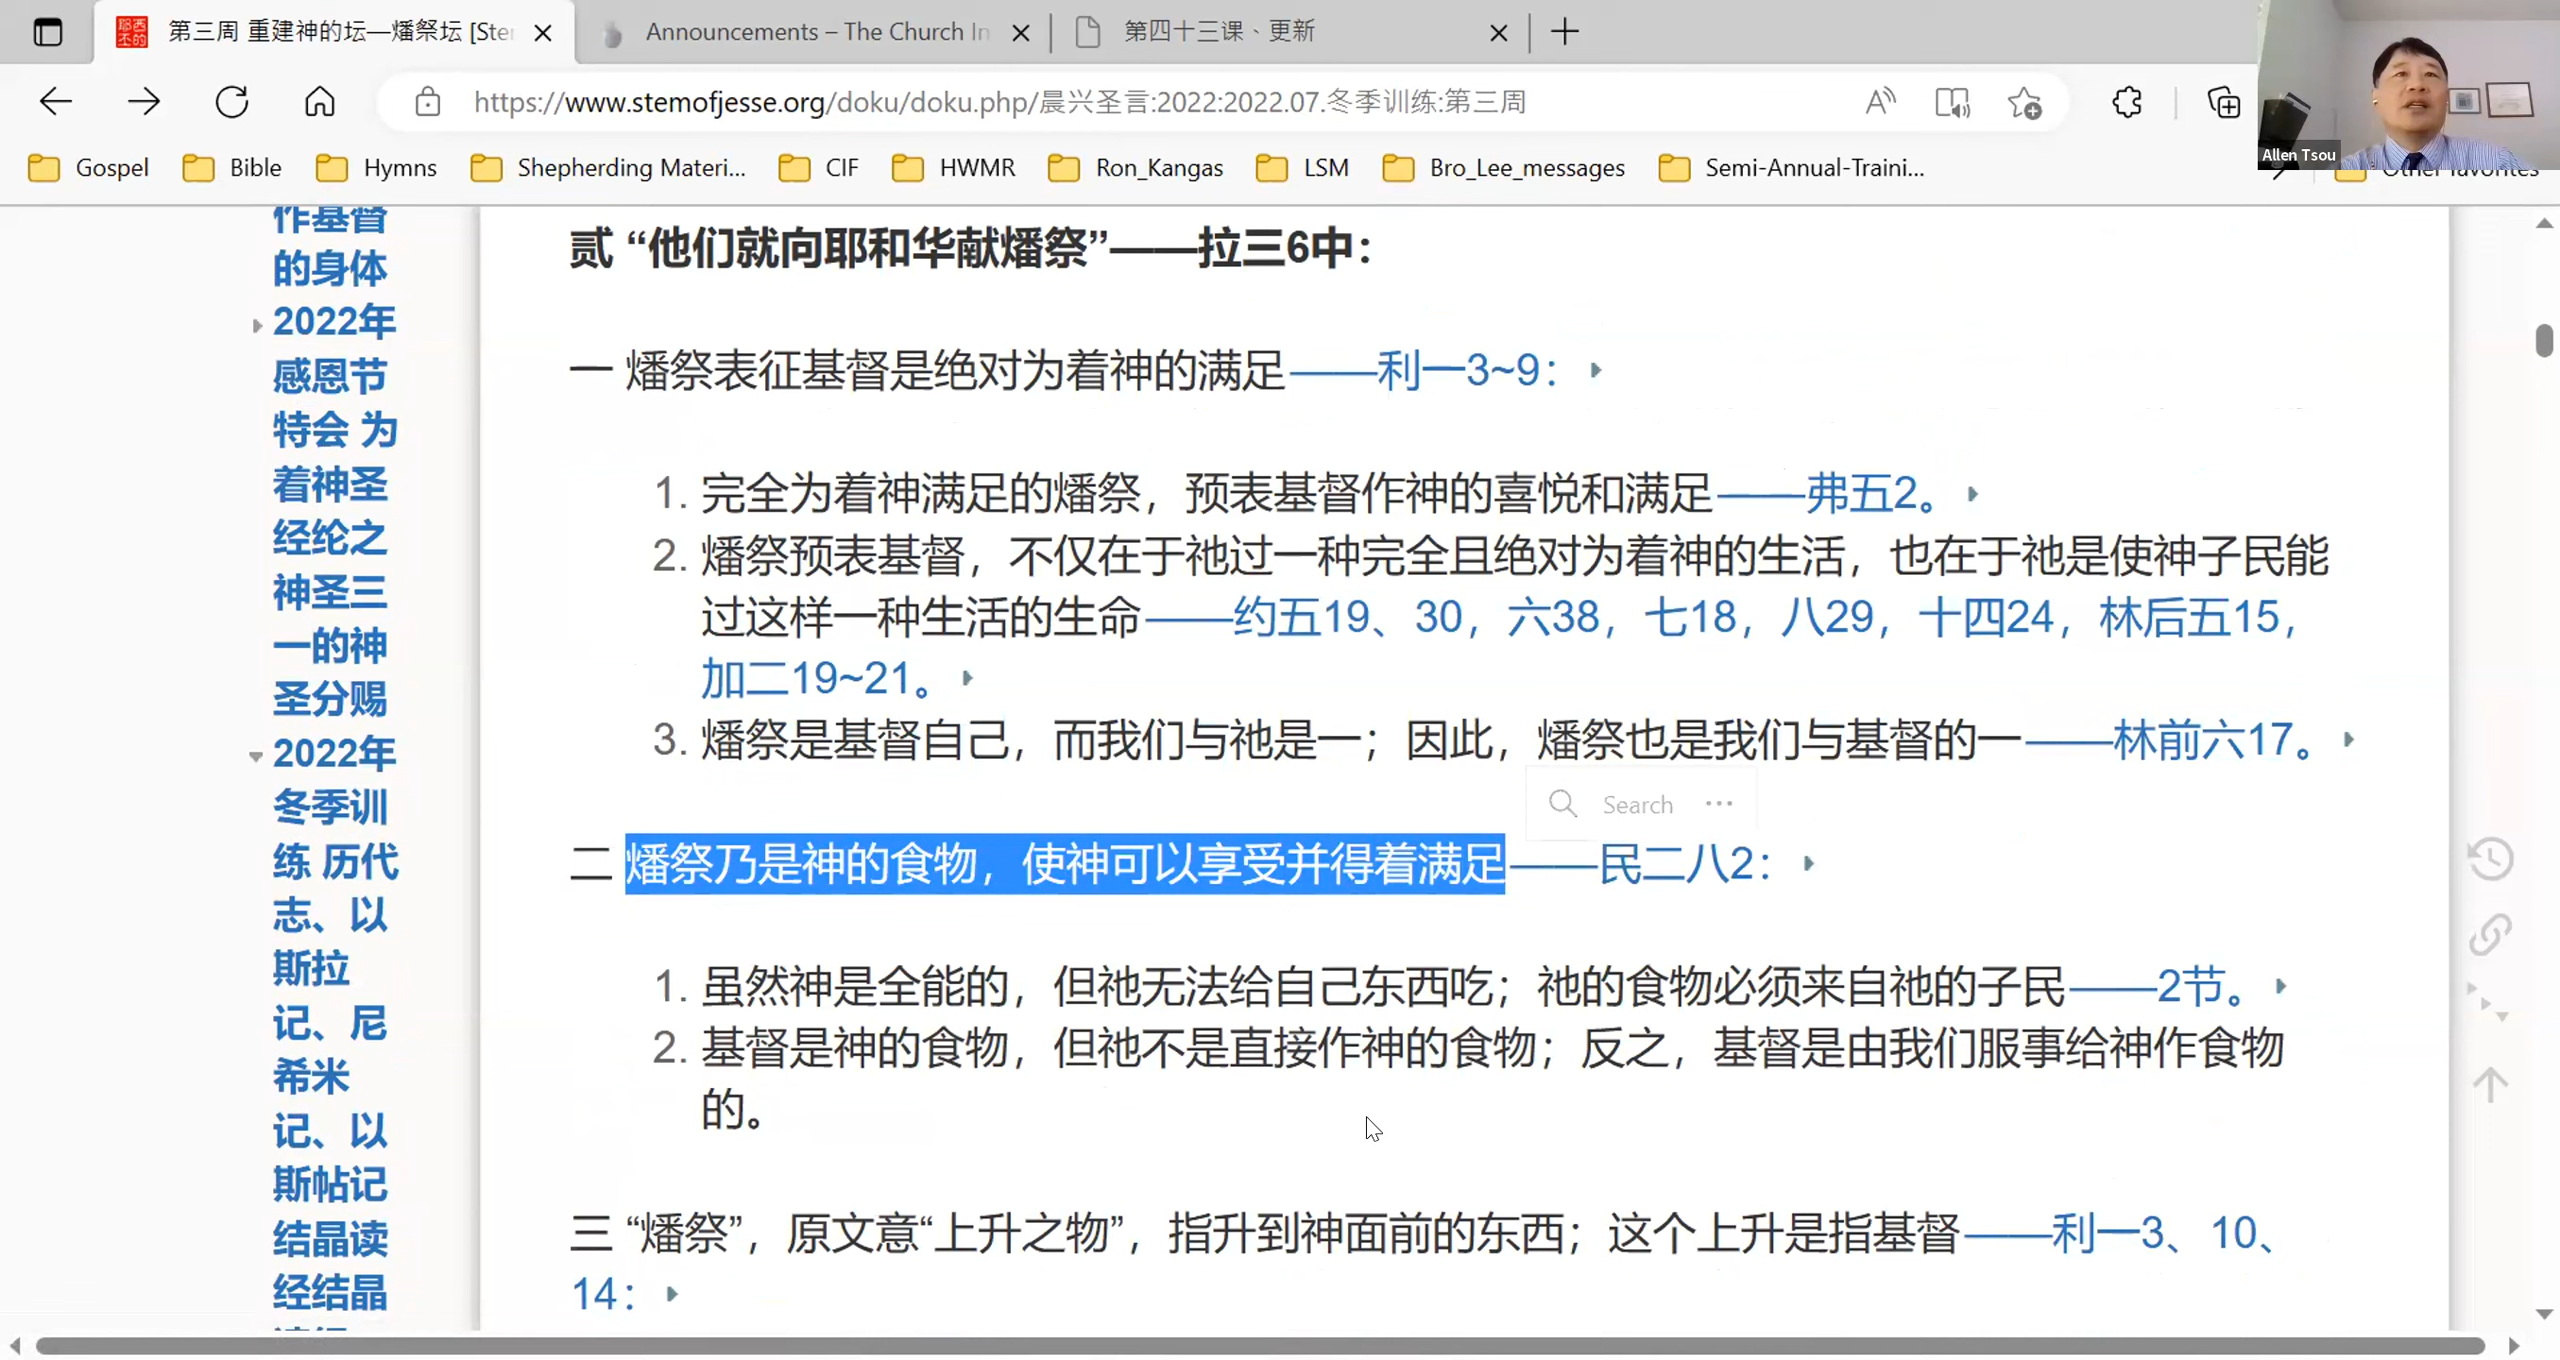 第三周 重建神的坛—燔祭坛 [Ste
Announcements – The Church In
第四十三课、更新
https://www.stemofjesse.org/doku/doku.php/晨兴圣言:2022:2022.07.冬季训练:第三周
Allen Tsou
Gospel
Bible
Hymns
Shepherding Materi...
CIF
HWMR
Ron_Kangas
LSM
Bro_Lee_messages
Semi-Annual-Traini...
Other favorites
作基督
的身体
2022年
感恩节
特会 为
着神圣
经纶之
神圣三
一的神
圣分赐
2022年
冬季训
练 历代
志、以
斯拉
记、尼
希米
记、以
斯帖记
结晶读
经结晶
贰 “他们就向耶和华献燔祭”——拉三6中：
一 燔祭表征基督是绝对为着神的满足——利一3~9：
1. 完全为着神满足的燔祭，预表基督作神的喜悦和满足——弗五2。
2. 燔祭预表基督，不仅在于祂过一种完全且绝对为着神的生活，也在于祂是使神子民能
过这样一种生活的生命——约五19、30，六38，七18，八29，十四24，林后五15，
加二19~21。
3. 燔祭是基督自己，而我们与祂是一；因此，燔祭也是我们与基督的一——林前六17。
Search
二 燔祭乃是神的食物，使神可以享受并得着满足——民二八2：
1. 虽然神是全能的，但祂无法给自己东西吃；祂的食物必须来自祂的子民——2节。
2. 基督是神的食物，但祂不是直接作神的食物；反之，基督是由我们服事给神作食物
的。
三 “燔祭”，原文意“上升之物”，指升到神面前的东西；这个上升是指基督——利一3、10、
14：